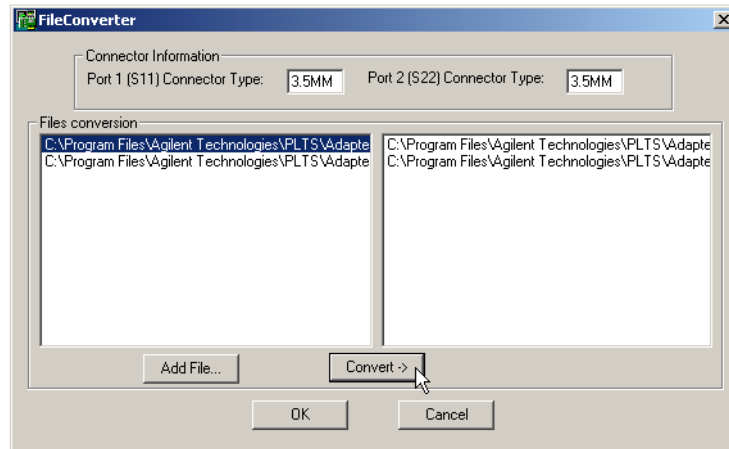 FileConverter
Connector Information
Port 1 (S11) Connector Type: 3.5MM Port 2 (S22) Connector Type: 3.5MM
Files conversion
C:\Program Files\Agilent Technologies\PLTS\Adapte C:\Program Files\Agilent Technologies\PLTS\Adapte
C:\Program Files\Agilent Technologies\PLTS\Adapte C:\Program Files\Agilent Technologies\PLTS\Adapte
Add File... Convert ->
OK Cancel